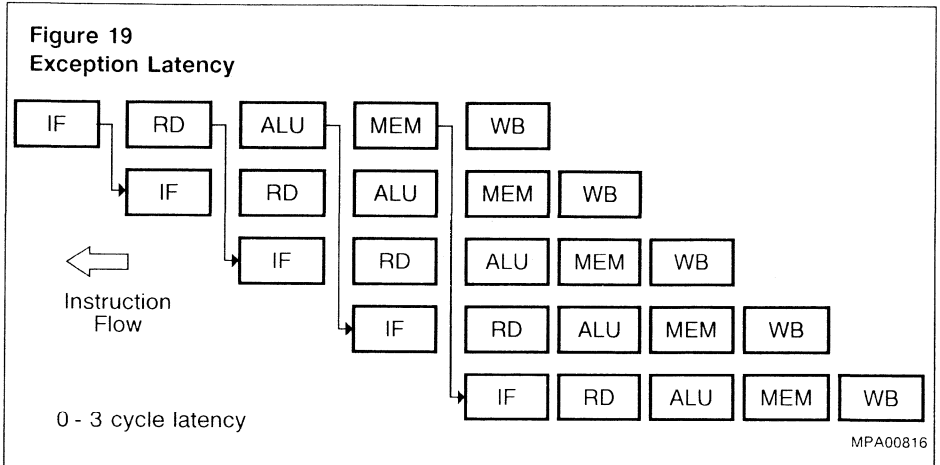 Figure 19
Exception Latency
IF RD ALU MEM WB
IF RD ALU MEM WB
IF RD ALU MEM WB
Instruction
Flow
IF RD ALU MEM WB
IF RD ALU MEM WB
0 - 3 cycle latency
MPA00816